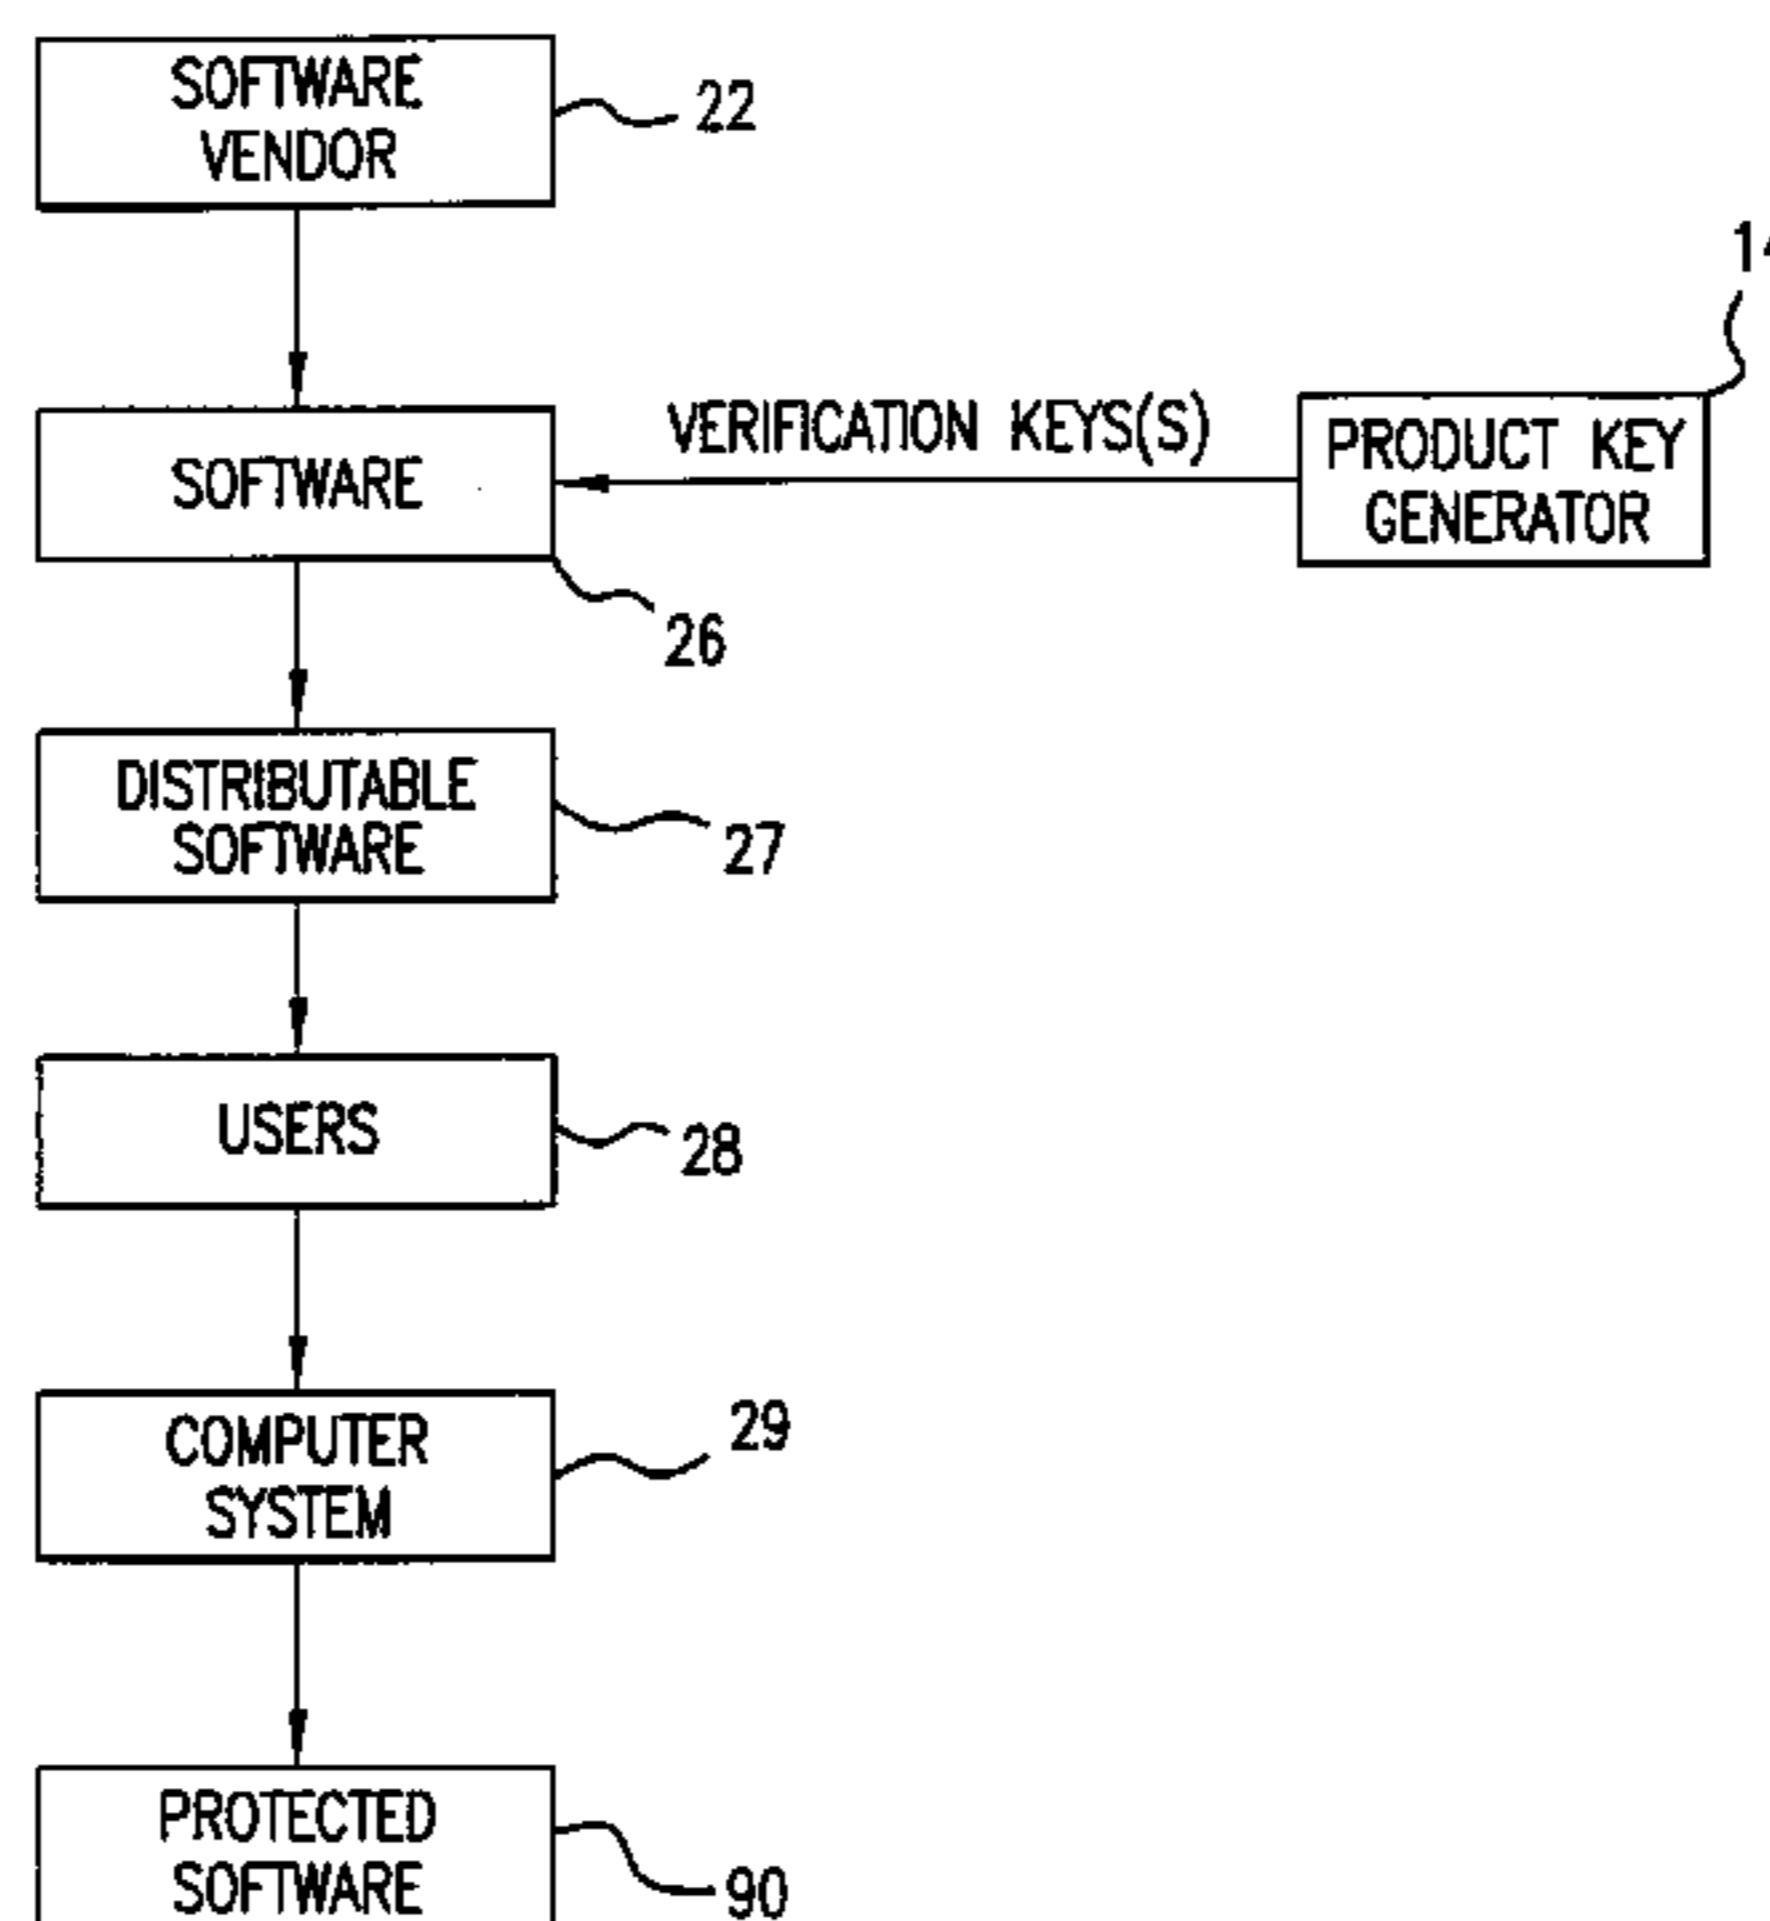 SOFTWARE
VENDOR
22
14
VERIFICATION KEYS(S)
PRODUCT KEY
GENERATOR
SOFTWARE
26
DISTRIBUTABLE
SOFTWARE
27
USERS
28
COMPUTER
SYSTEM
29
PROTECTED
SOFTWARE
90